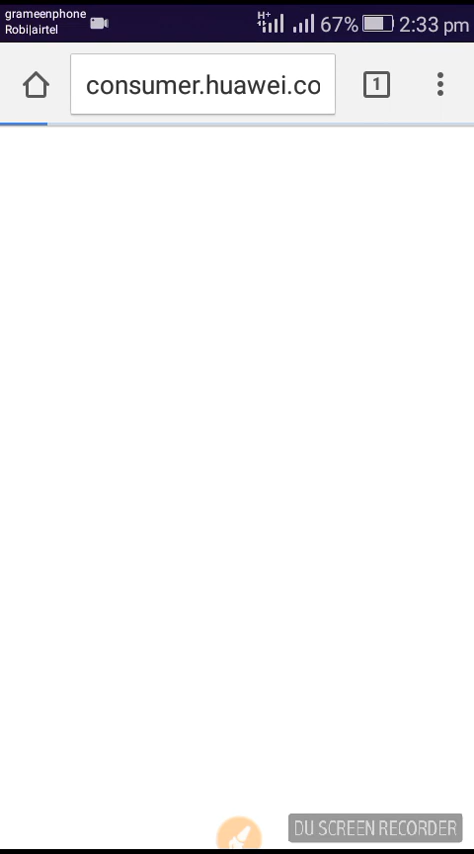 grameenphone
Robi|airtel
H+
67%
2:33 pm
consumer.huawei.co
1
DU SCREEN RECORDER